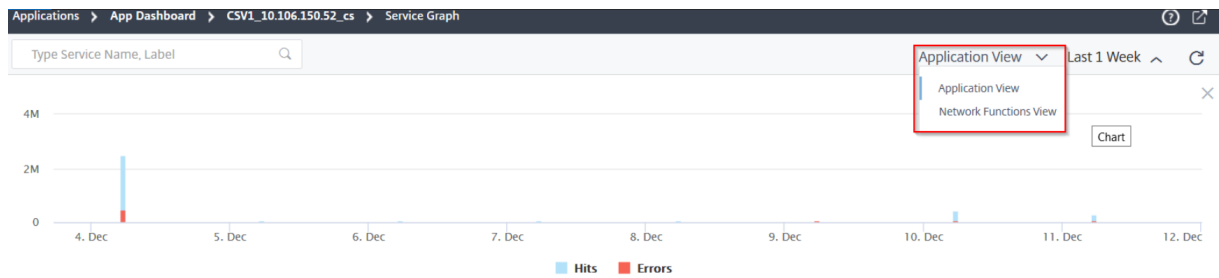 Applications > App Dashboard > CSV1_10.106.150.52_cs > Service Graph
Type Service Name, Label
Application View
Last 1 Week
Application View
Network Functions View
Chart
4M
2M
0
4. Dec 5. Dec 6. Dec 7. Dec 8. Dec 9. Dec 10. Dec 11. Dec 12. Dec
Hits Errors